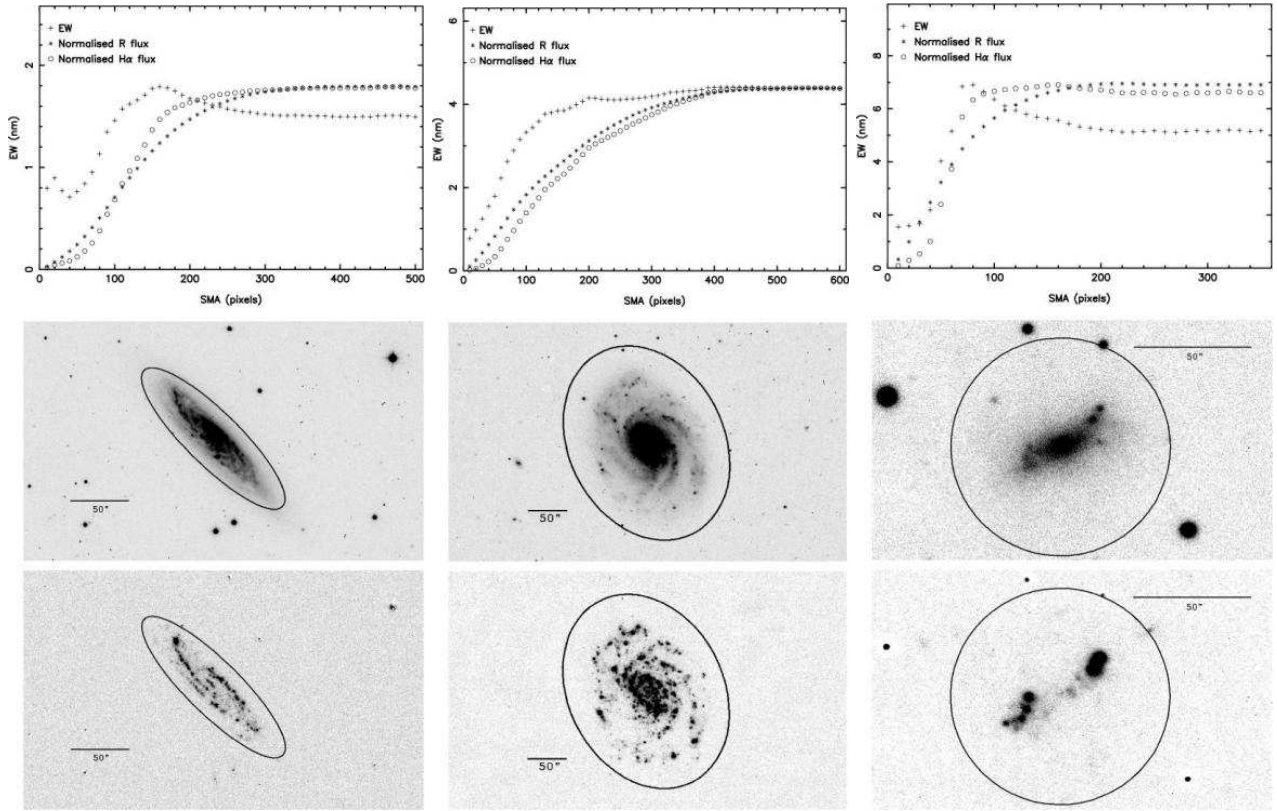 + EW
* Normalised R flux
○ Normalised Hα flux
EW (nm)
2
1
0
0 100 200 300 400 500
SMA (pixels)
+ EW
* Normalised R flux
○ Normalised Hα flux
EW (nm)
6
4
2
0
0 100 200 300 400 500 600
SMA (pixels)
+ EW
* Normalised R flux
○ Normalised Hα flux
EW (nm)
8
6
4
2
0
0 100 200 300
SMA (pixels)
50"
50"
50"
50"
50"
50"